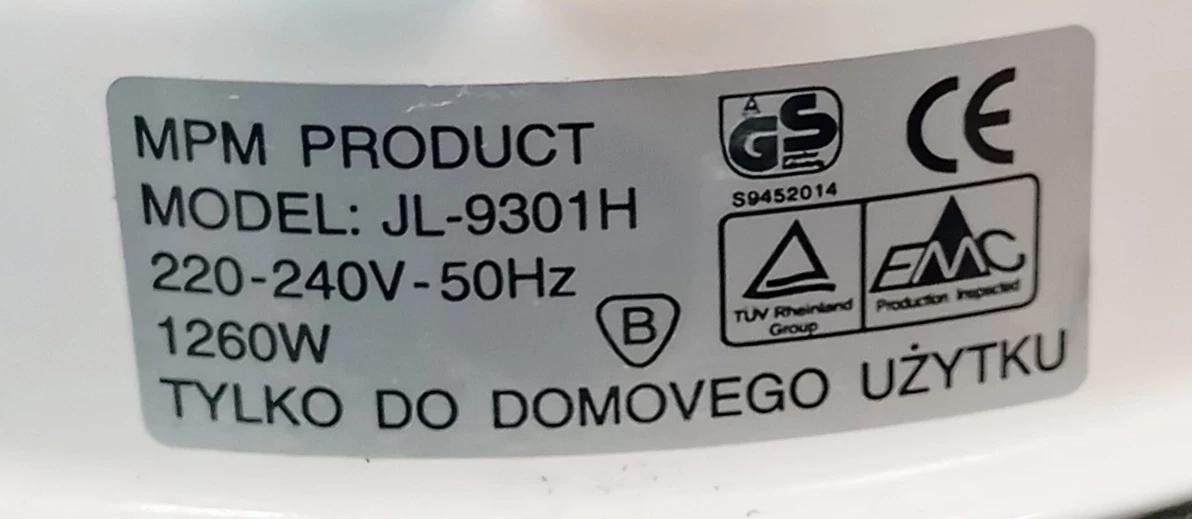 MPM PRODUCT
MODEL: JL-9301H
220-240V-50Hz
1260W
TYLKO DO DOMOVEGO UŻYTKU
B
GS
S9452014
CE
TÜV Rheinland
Group
EMC
Production Inspected